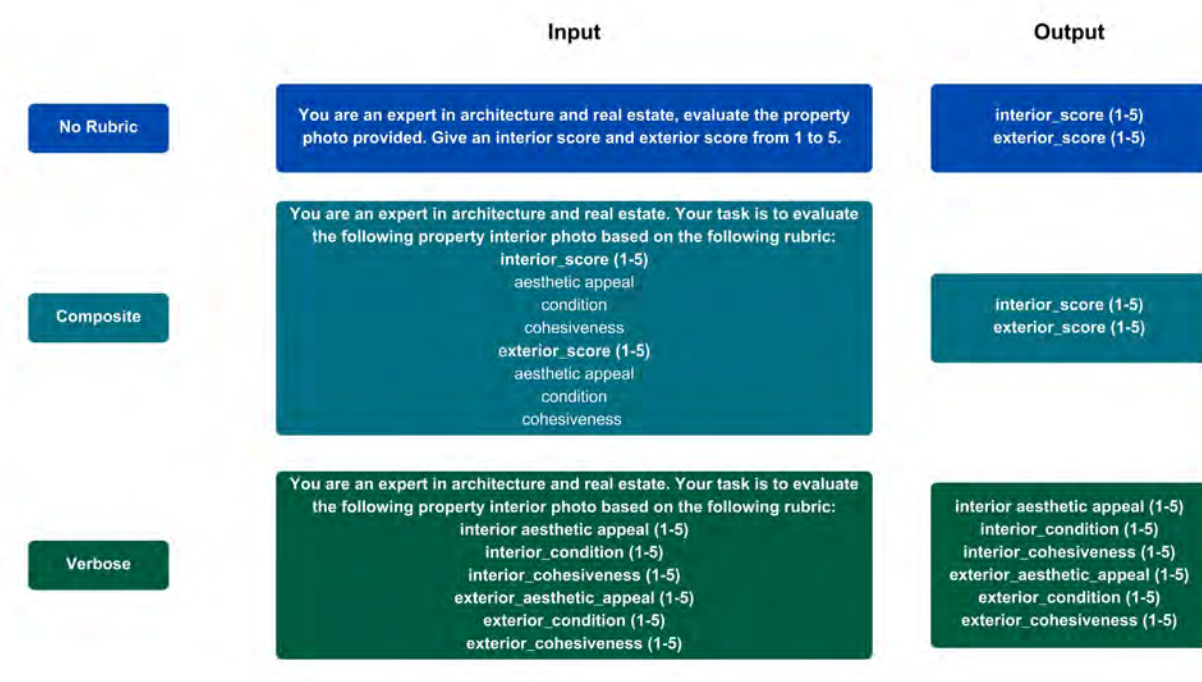 Input
Output
No Rubric
You are an expert in architecture and real estate, evaluate the property
photo provided. Give an interior score and exterior score from 1 to 5.
interior_score (1-5)
exterior_score (1-5)
Composite
You are an expert in architecture and real estate. Your task is to evaluate
the following property interior photo based on the following rubric:
interior_score (1-5)
aesthetic appeal
condition
cohesiveness
exterior_score (1-5)
aesthetic appeal
condition
cohesiveness
interior_score (1-5)
exterior_score (1-5)
Verbose
You are an expert in architecture and real estate. Your task is to evaluate
the following property interior photo based on the following rubric:
interior aesthetic appeal (1-5)
interior_condition (1-5)
interior_cohesiveness (1-5)
exterior_aesthetic_appeal (1-5)
exterior_condition (1-5)
exterior_cohesiveness (1-5)
interior aesthetic appeal (1-5)
interior_condition (1-5)
interior_cohesiveness (1-5)
exterior_aesthetic_appeal (1-5)
exterior_condition (1-5)
exterior_cohesiveness (1-5)